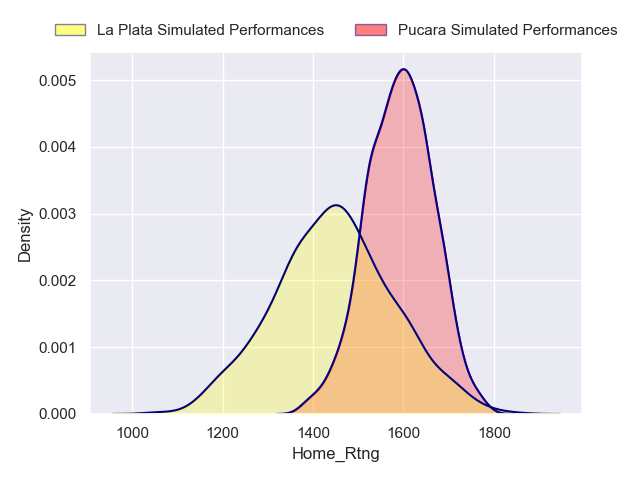 La Plata Simulated Performances Pucara Simulated Performances
0.005
0.004
0.003
0.002
0.001
0.000
Density
1000 1200 1400 1600 1800
Home_Rtng